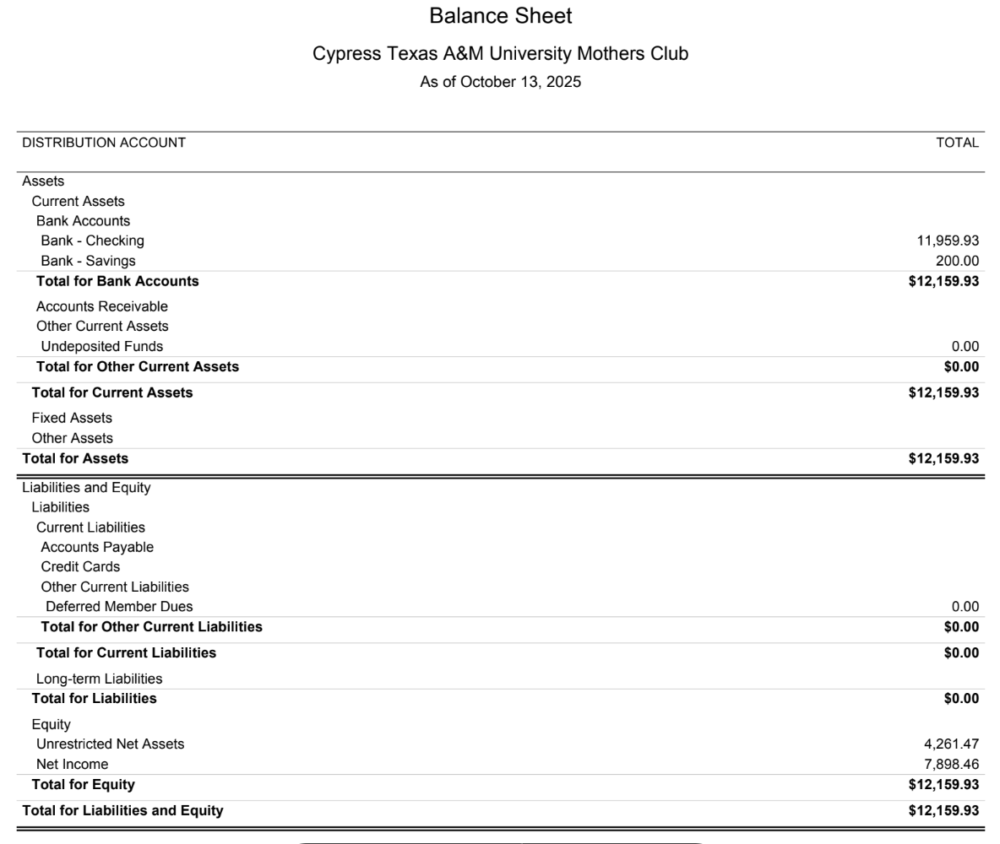 Balance Sheet
Cypress Texas A&M University Mothers Club
As of October 13, 2025
DISTRIBUTION ACCOUNT TOTAL
Assets
Current Assets
Bank Accounts
Bank - Checking 11,959.93
Bank - Savings 200.00
Total for Bank Accounts $12,159.93
Accounts Receivable
Other Current Assets
Undeposited Funds 0.00
Total for Other Current Assets $0.00
Total for Current Assets $12,159.93
Fixed Assets
Other Assets
Total for Assets $12,159.93
Liabilities and Equity
Liabilities
Current Liabilities
Accounts Payable
Credit Cards
Other Current Liabilities
Deferred Member Dues 0.00
Total for Other Current Liabilities $0.00
Total for Current Liabilities $0.00
Long-term Liabilities
Total for Liabilities $0.00
Equity
Unrestricted Net Assets 4,261.47
Net Income 7,898.46
Total for Equity $12,159.93
Total for Liabilities and Equity $12,159.93